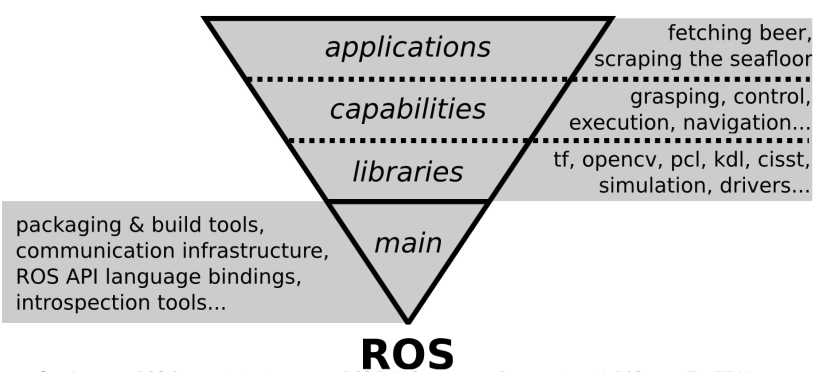 applications
fetching beer,
scraping the seafloor
capabilities
grasping, control,
execution, navigation...
libraries
tf, opencv, pcl, kdl, cisst,
simulation, drivers...
main
packaging & build tools,
communication infrastructure,
ROS API language bindings,
introspection tools...
ROS